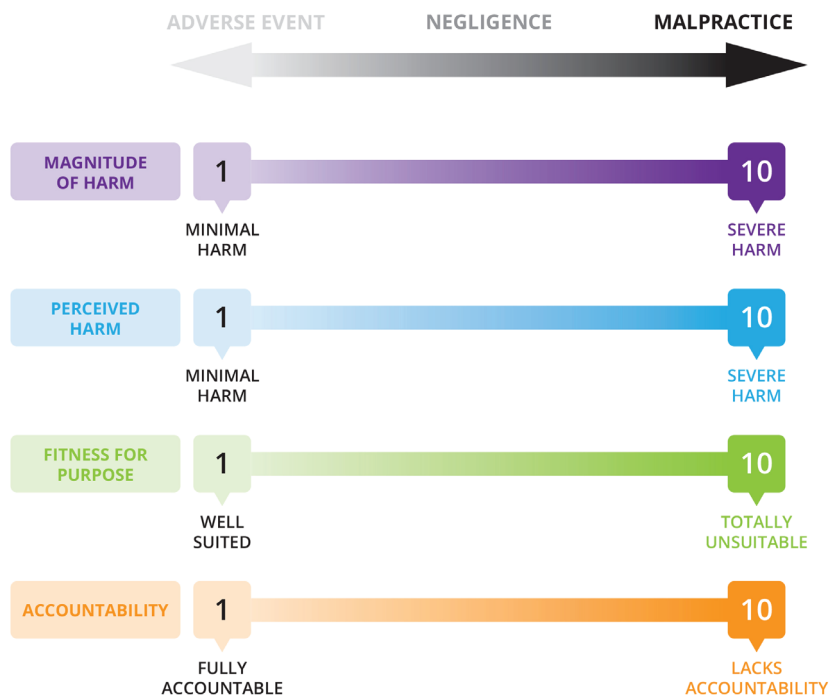 ADVERSE EVENT NEGLIGENCE MALPRACTICE
MAGNITUDE
OF HARM
1
10
MINIMAL
HARM
SEVERE
HARM
PERCEIVED
HARM
1
10
MINIMAL
HARM
SEVERE
HARM
FITNESS FOR
PURPOSE
1
10
WELL
SUITED
TOTALLY
UNSUITABLE
ACCOUNTABILITY
1
10
FULLY
ACCOUNTABLE
LACKS
ACCOUNTABILITY